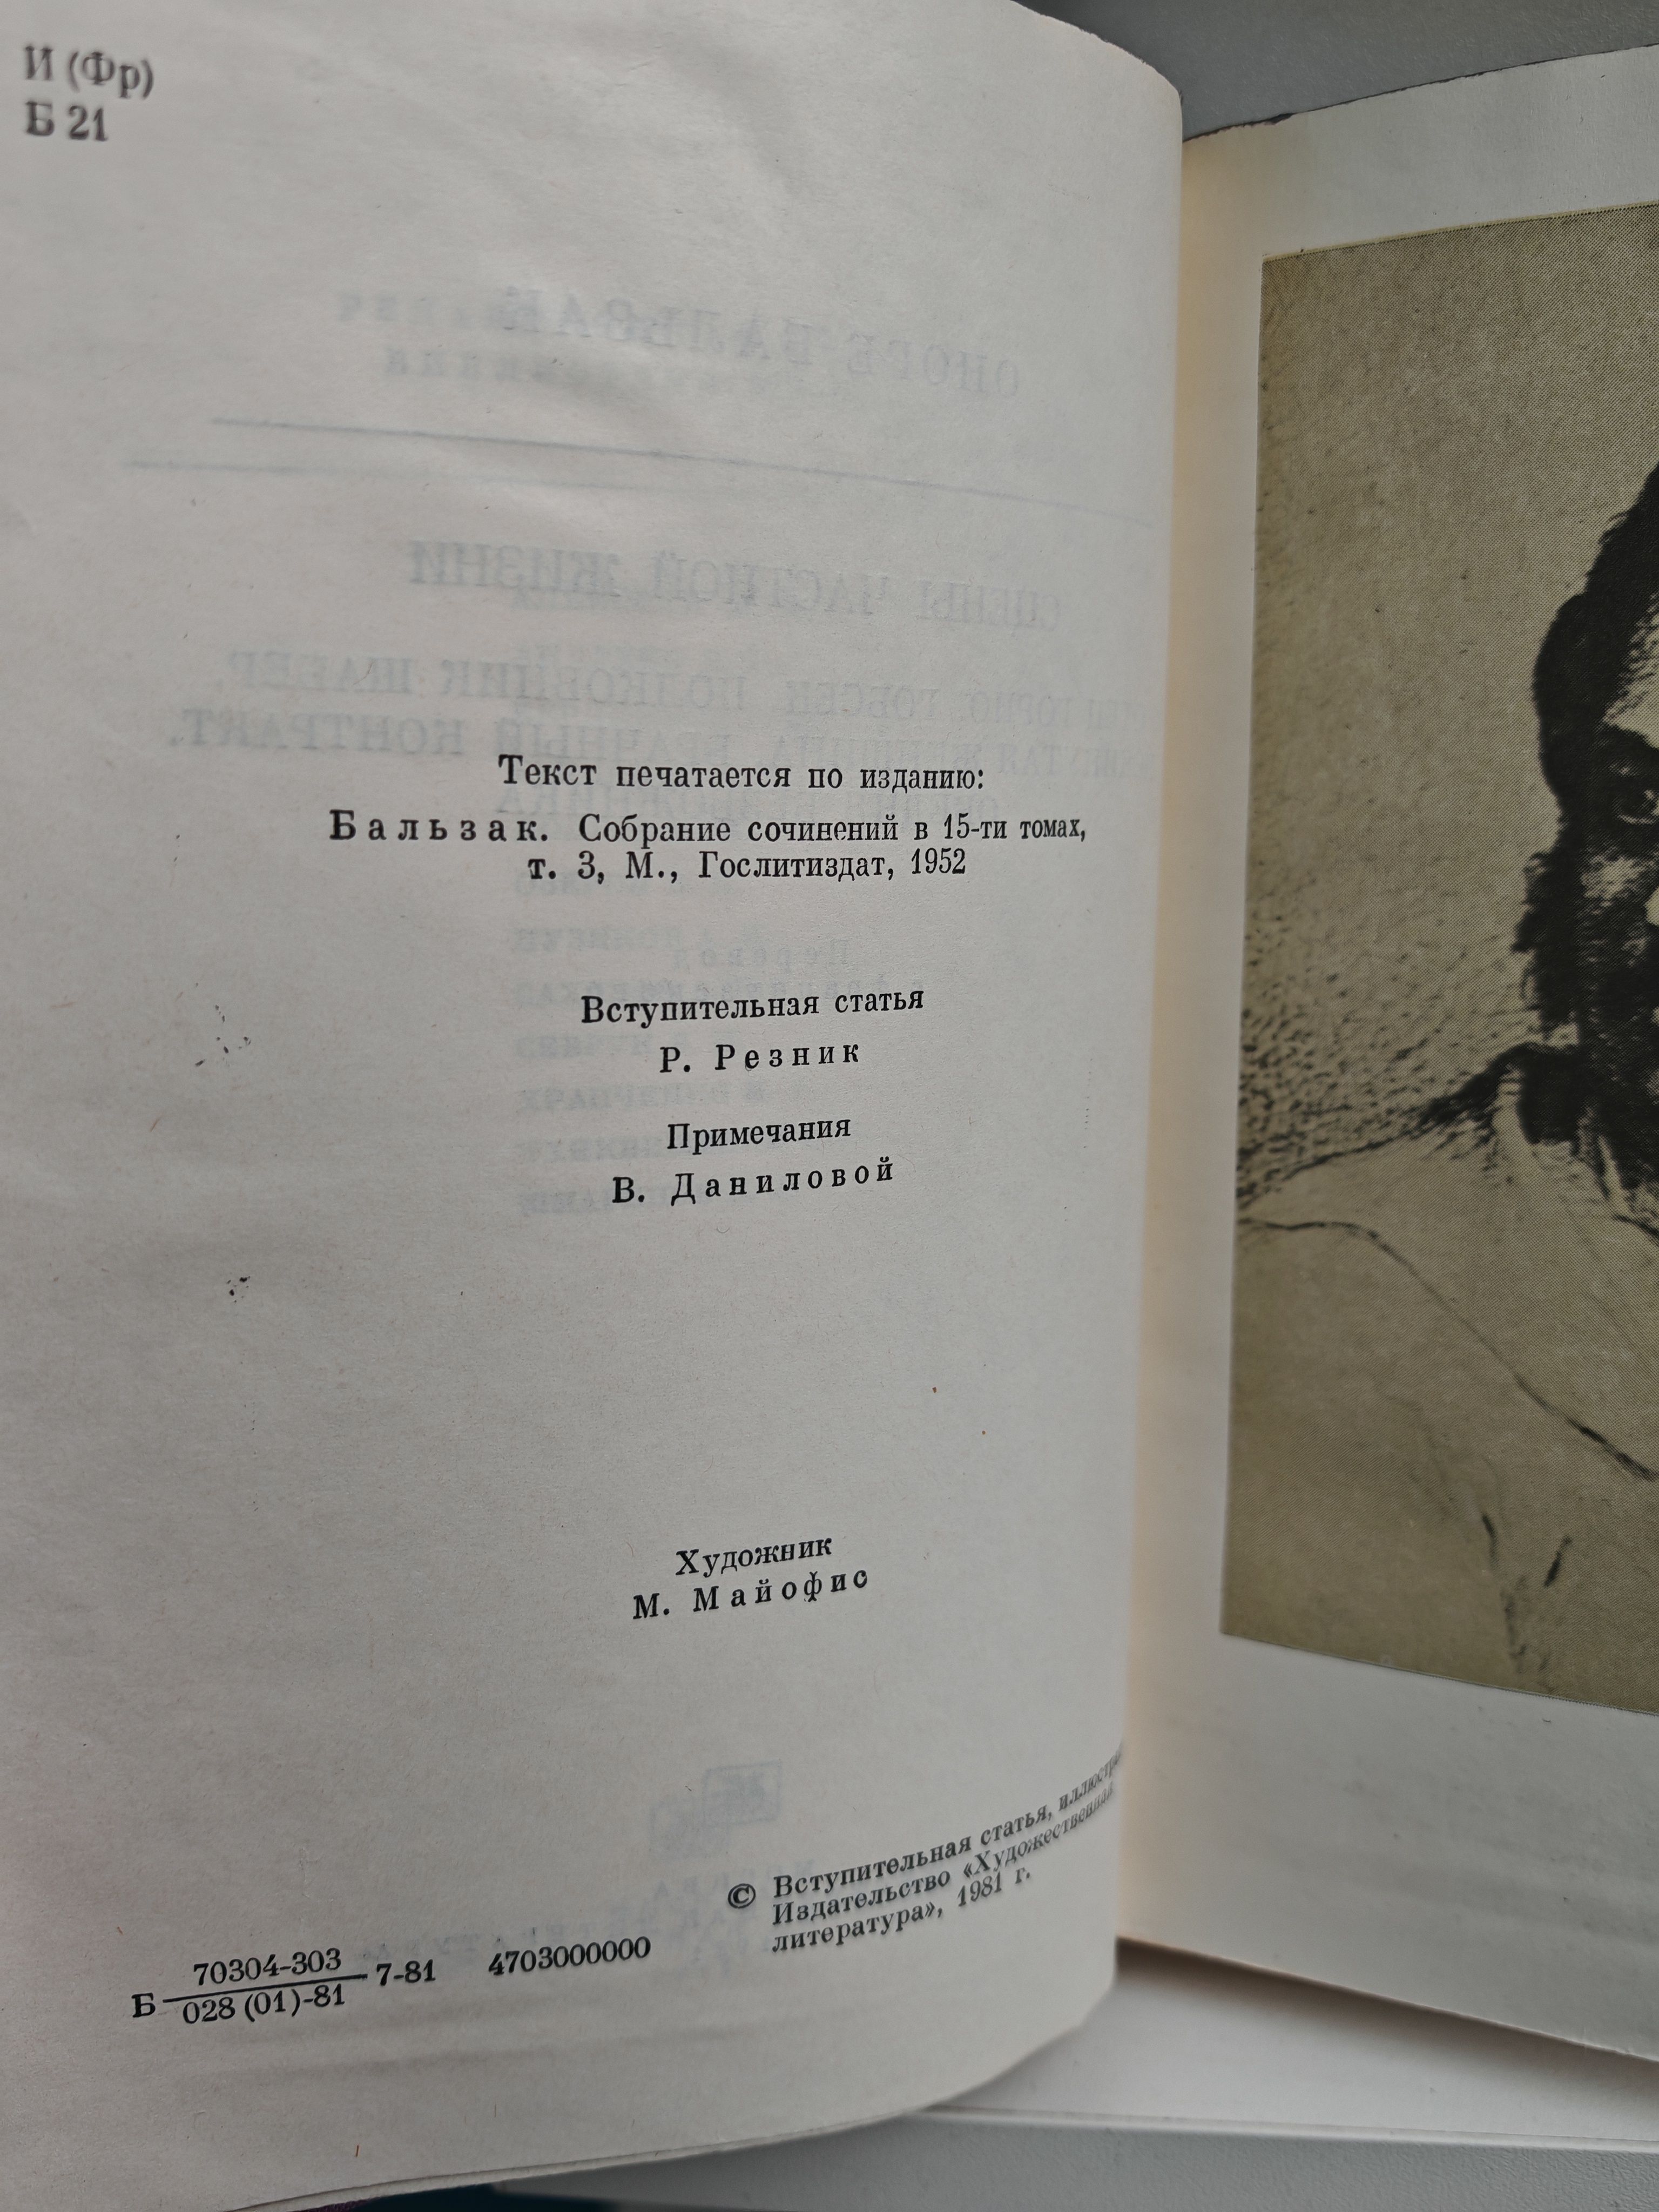 И (Фр)
Б 21
Текст печатается по изданию:
Бальзак. Собрание сочинений в 15-ти томах,
т. 3, М., Гослитиздат, 1952
Вступительная статья
Р. Резник
Примечания
В. Даниловой
Художник
М. Майофис
© Вступительная статья,
Издательство «Художественная
литература», 1981 г.
Б 70304-303
028 (01)-81
7-81 4703000000